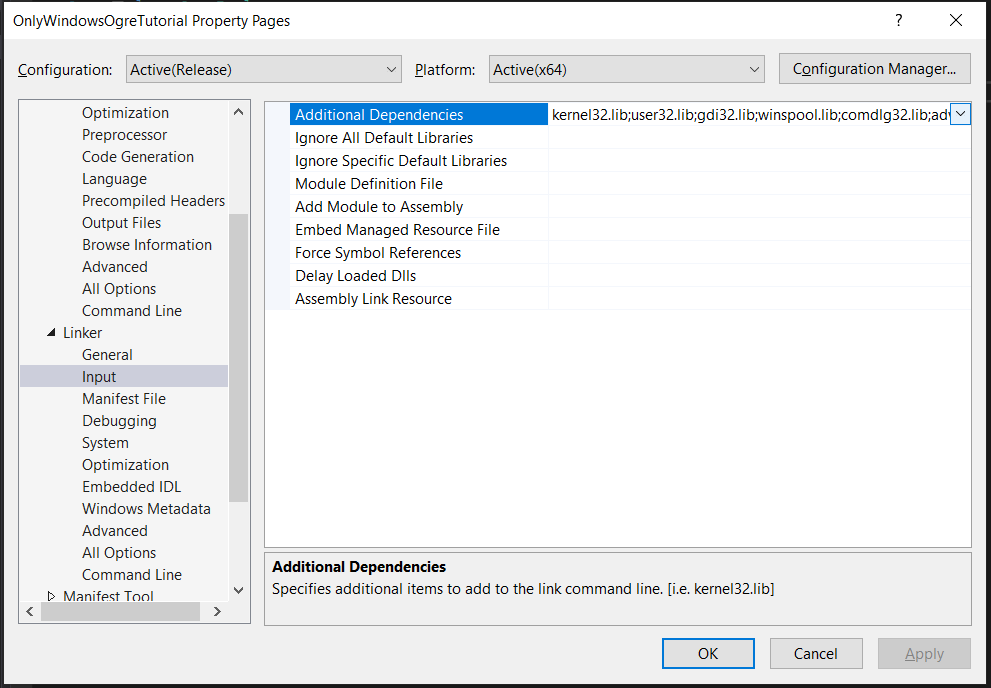 OnlyWindowsOgreTutorial Property Pages
?
Configuration: Active(Release) Platform: Active(x64) Configuration Manager...
Optimization
Preprocessor
Code Generation
Language
Precompiled Headers
Output Files
Browse Information
Advanced
All Options
Command Line
Linker
General
Input
Manifest File
Debugging
System
Optimization
Embedded IDL
Windows Metadata
Advanced
All Options
Command Line
Manifest Tool
Additional Dependencies kernel32.lib;user32.lib;gdi32.lib;winspool.lib;comdlg32.lib;adv
Ignore All Default Libraries
Ignore Specific Default Libraries
Module Definition File
Add Module to Assembly
Embed Managed Resource File
Force Symbol References
Delay Loaded Dlls
Assembly Link Resource
Additional Dependencies
Specifies additional items to add to the link command line. [i.e. kernel32.lib]
OK Cancel Apply